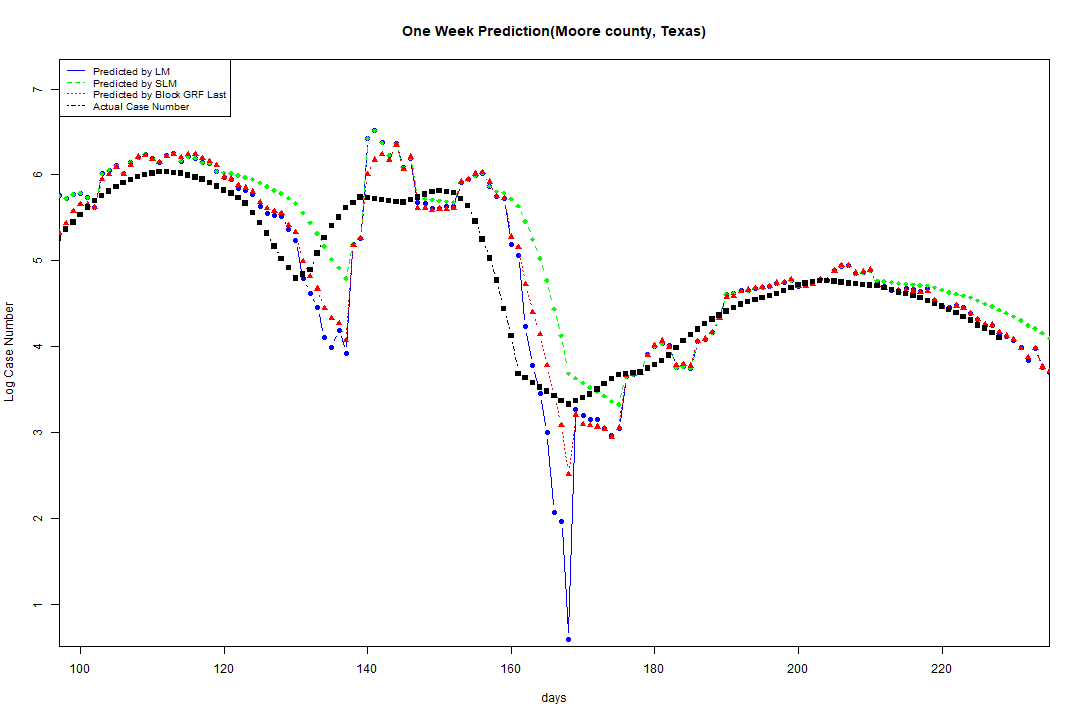 One Week Prediction(Moore county, Texas)
Predicted by LM
Predicted by SLM
Predicted by Block GRF Last
Actual Case Number
Log Case Number
7
6
5
4
3
2
1
100 120 140 160 180 200 220
days